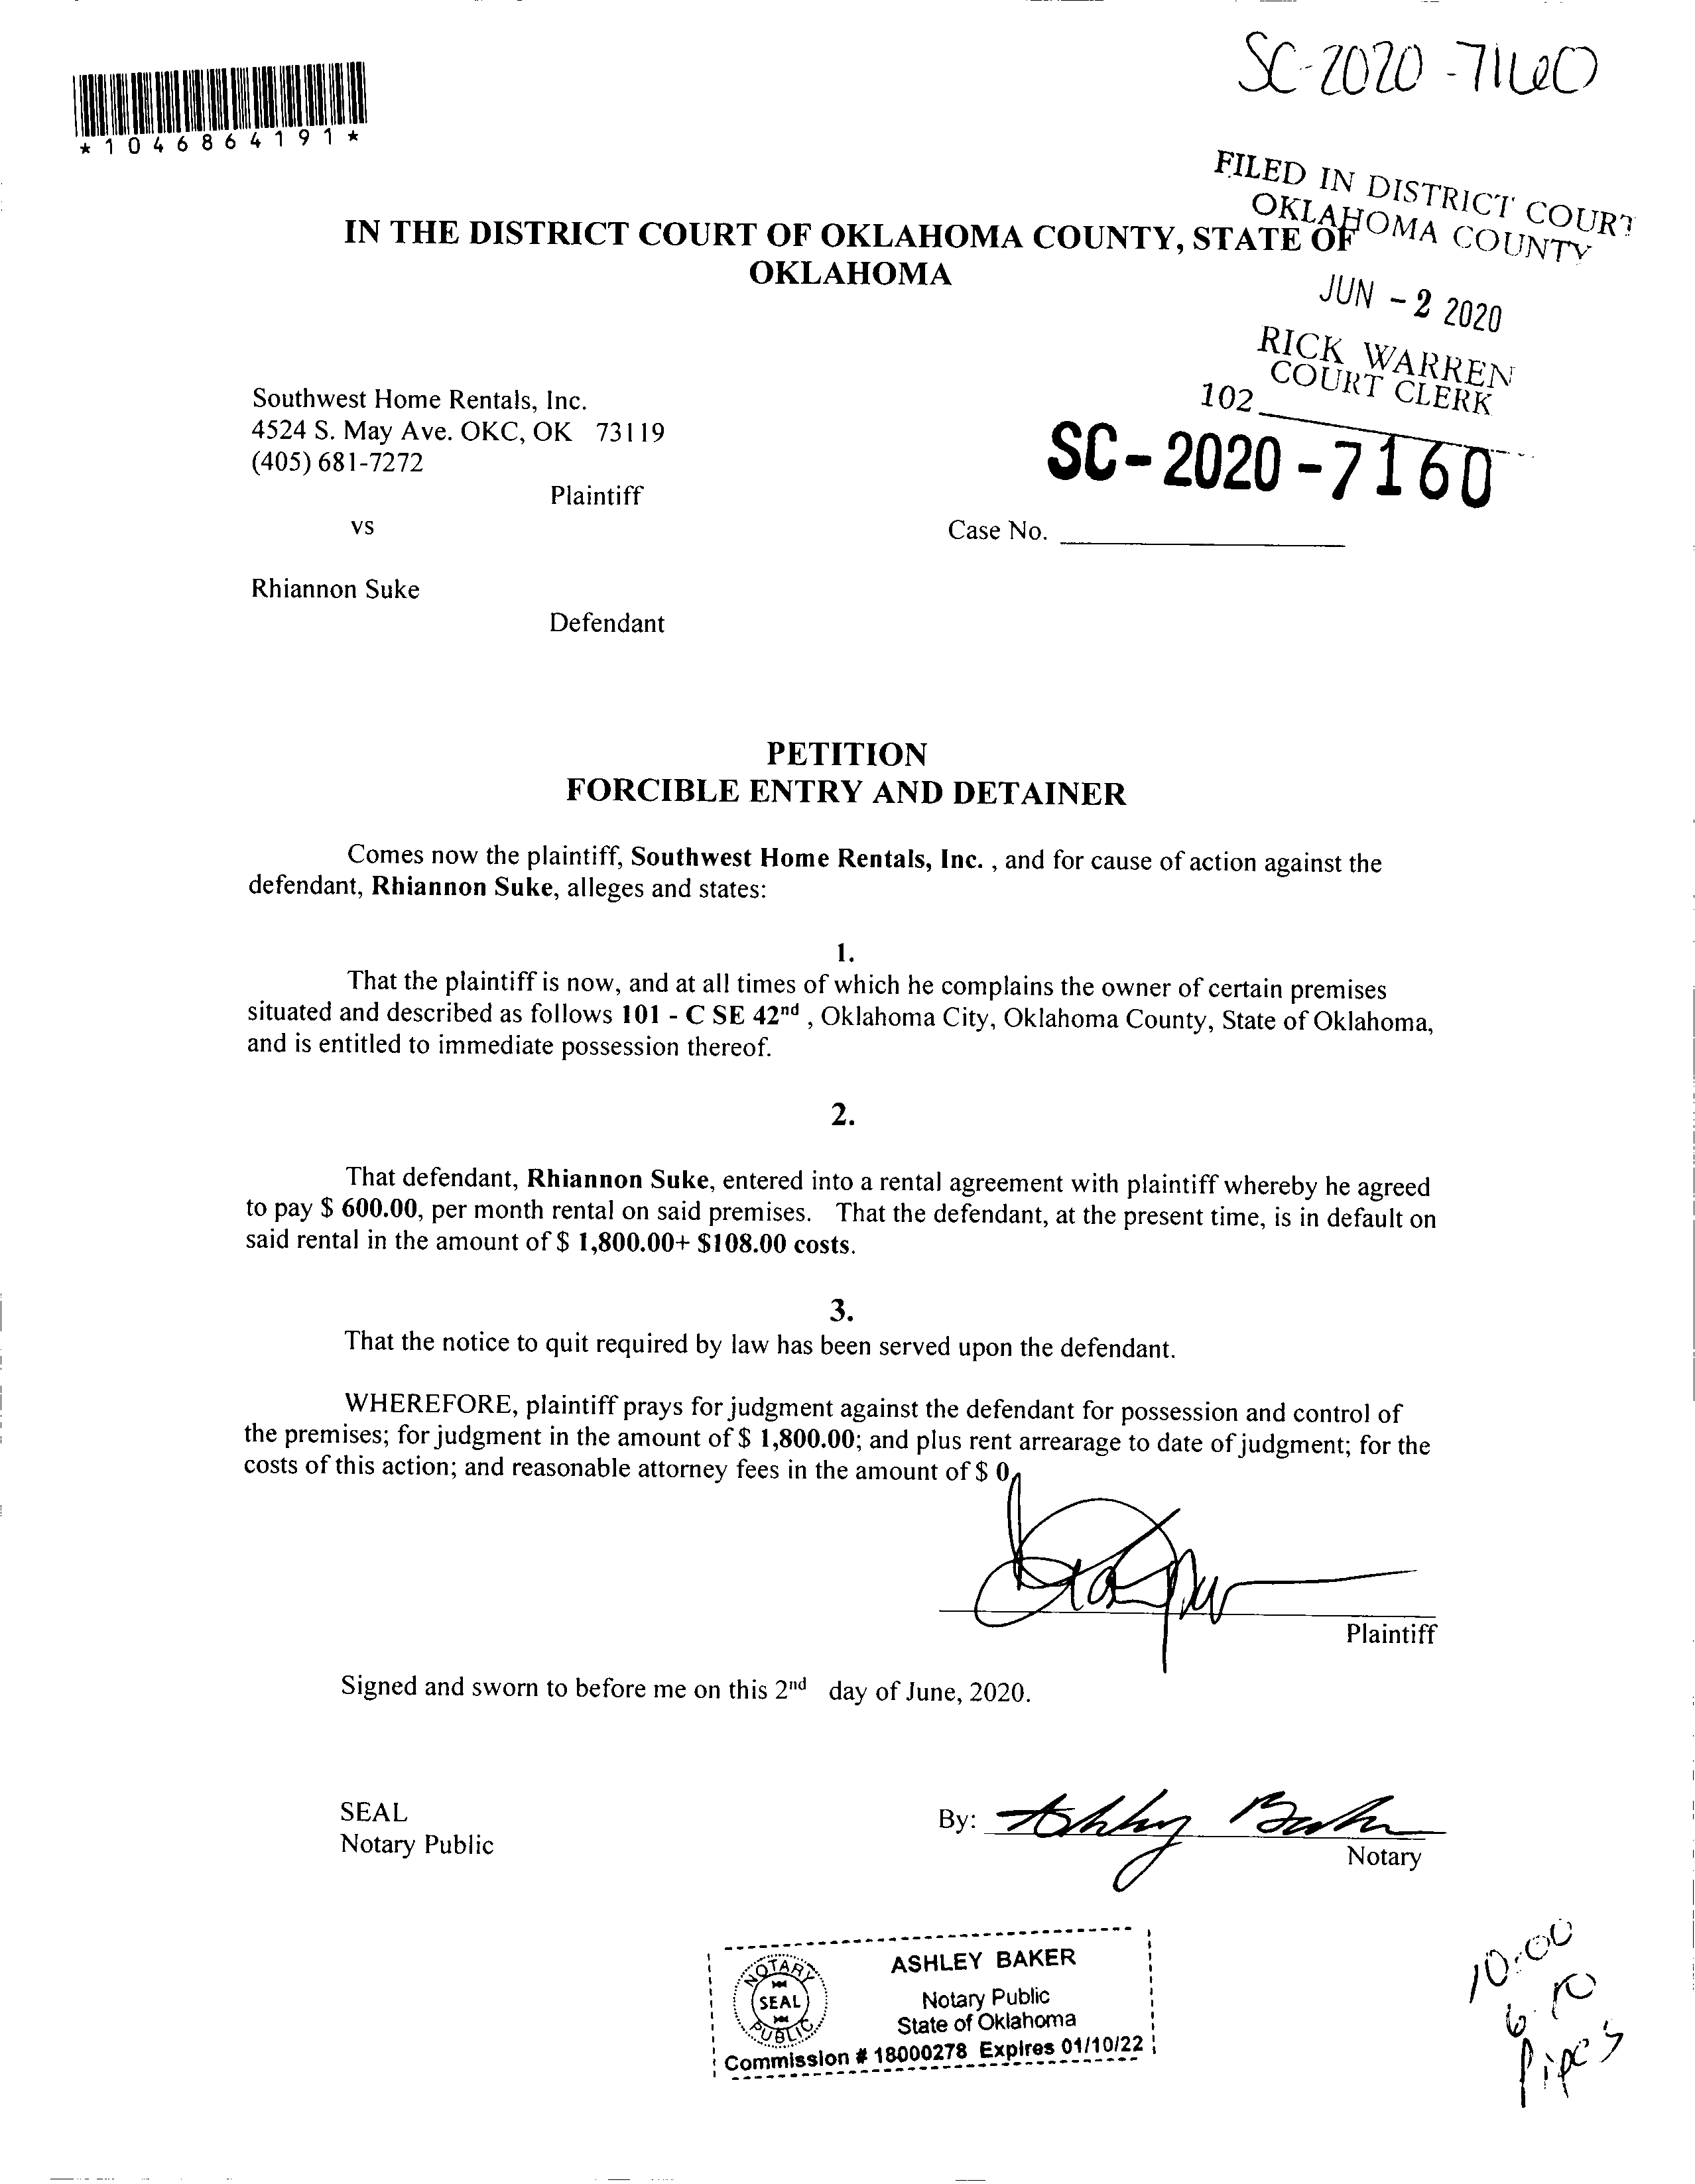 SC-2020-7160
*1046864191*
FILED IN DISTRICT COURT
OKLAHOMA COUNTY
IN THE DISTRICT COURT OF OKLAHOMA COUNTY, STATE OF
OKLAHOMA
JUN - 2 2020
RICK WARREN
COURT CLERK
102
Southwest Home Rentals, Inc.
4524 S. May Ave. OKC, OK 73119
(405) 681-7272
SC-2020-7160
Plaintiff
vs
Case No.
Rhiannon Suke
Defendant
PETITION
FORCIBLE ENTRY AND DETAINER
Comes now the plaintiff, Southwest Home Rentals, Inc. , and for cause of action against the
defendant, Rhiannon Suke, alleges and states:
1.
That the plaintiff is now, and at all times of which he complains the owner of certain premises
situated and described as follows 101 - C SE 42nd , Oklahoma City, Oklahoma County, State of Oklahoma,
and is entitled to immediate possession thereof.
2.
That defendant, Rhiannon Suke, entered into a rental agreement with plaintiff whereby he agreed
to pay $ 600.00, per month rental on said premises. That the defendant, at the present time, is in default on
said rental in the amount of $ 1,800.00+ $108.00 costs.
3.
That the notice to quit required by law has been served upon the defendant.
WHEREFORE, plaintiff prays for judgment against the defendant for possession and control of
the premises; for judgment in the amount of $ 1,800.00; and plus rent arrearage to date of judgment; for the
costs of this action; and reasonable attorney fees in the amount of $ 0
Plaintiff
Signed and sworn to before me on this 2nd day of June, 2020.
SEAL
Notary Public
By: Ashley Baker
Notary
NOTARY
SEAL
PUBLIC
ASHLEY BAKER
Notary Public
State of Oklahoma
Commission # 18000278 Expires 01/10/22
10:00
Pipes